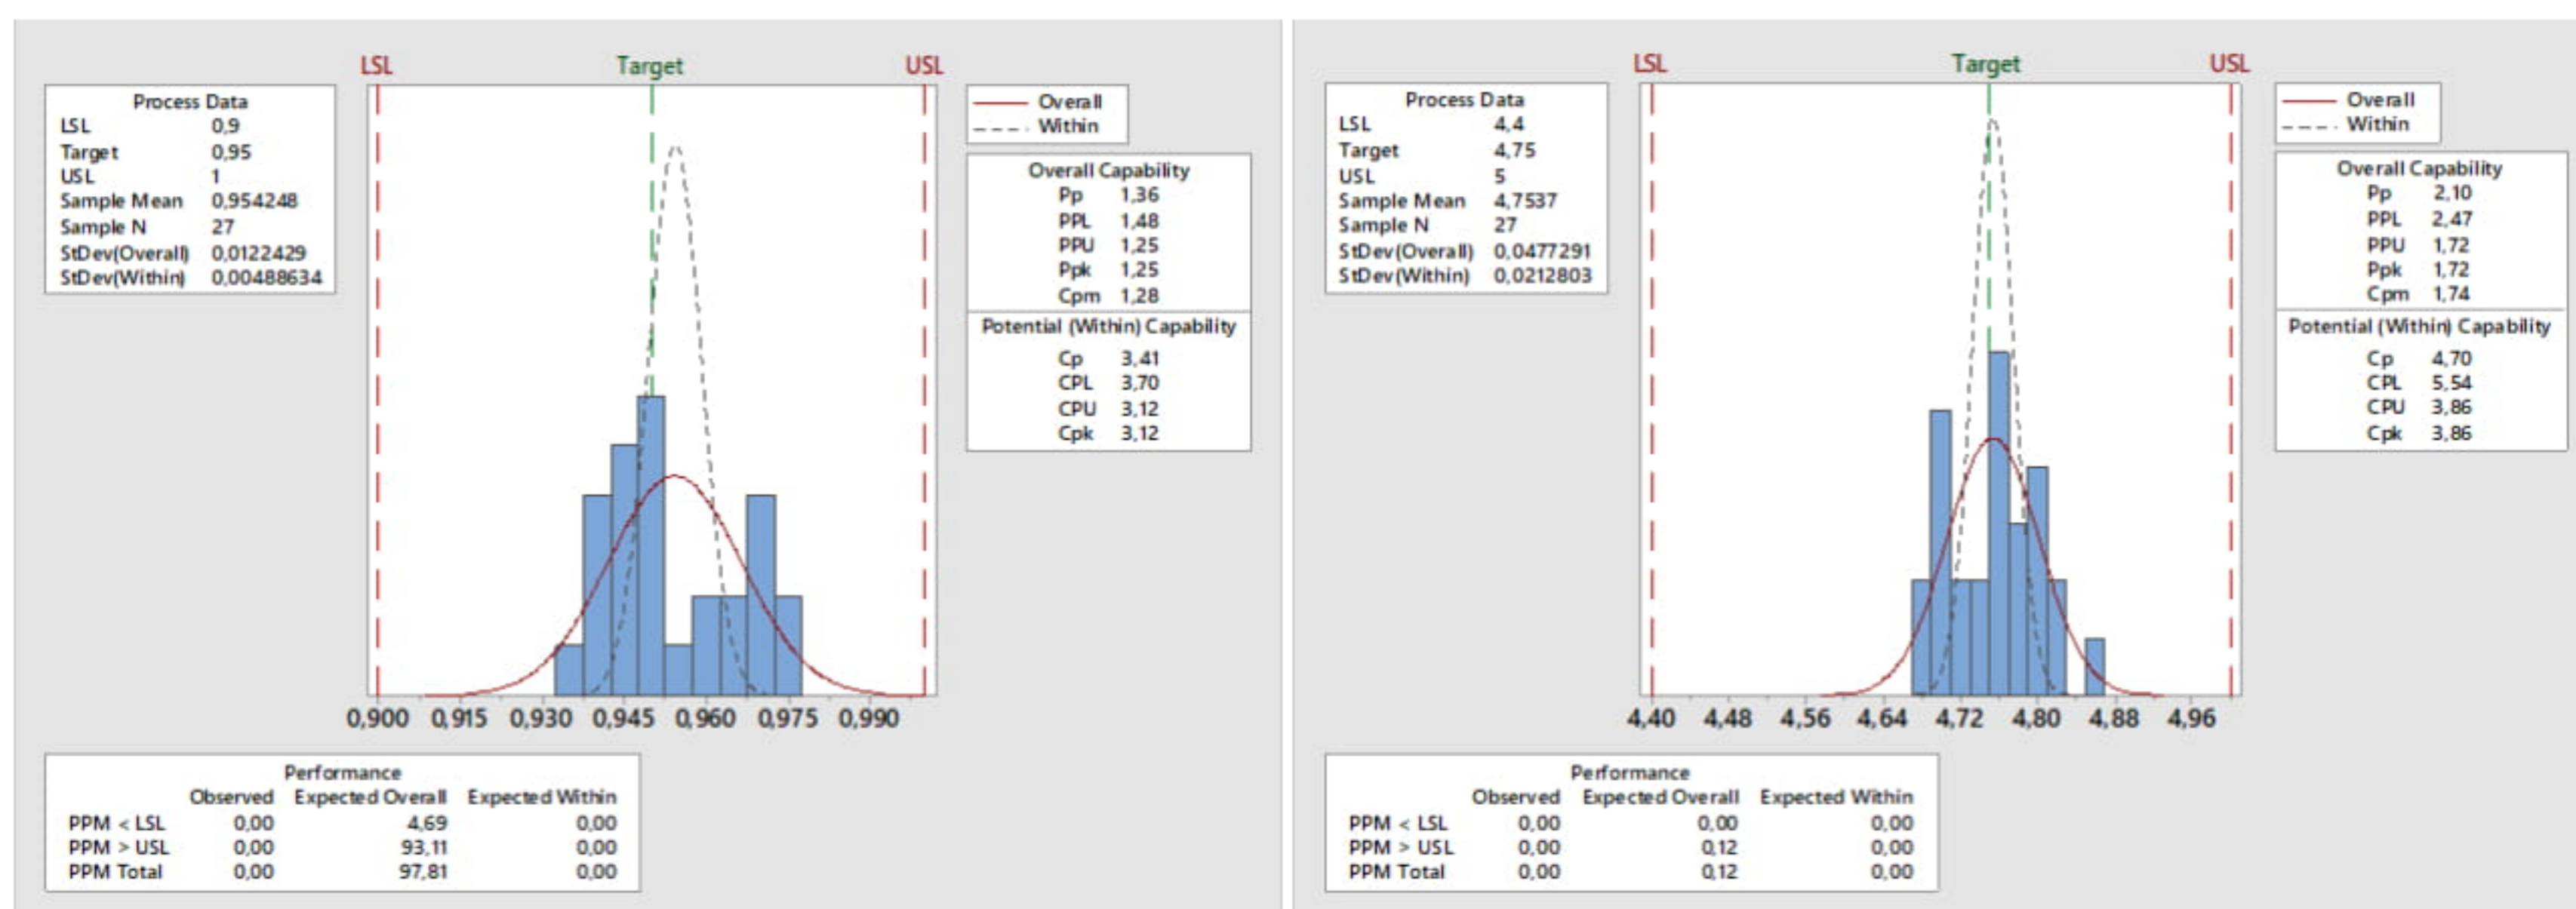 LSL Target USL
Process Data
LSL 0,9
Target 0,95
USL 1
Sample Mean 0,954248
Sample N 27
StDev(Overall) 0,0122429
StDev(Within) 0,00488634
Overall
Within
Overall Capability
Pp 1,36
PPL 1,48
PPU 1,25
Ppk 1,25
Cpm 1,28
Potential (Within) Capability
Cp 3,41
CPL 3,70
CPU 3,12
Cpk 3,12
0,900 0,915 0,930 0,945 0,960 0,975 0,990
Performance
Observed Expected Overall Expected Within
PPM < LSL 0,00 4,69 0,00
PPM > USL 0,00 93,11 0,00
PPM Total 0,00 97,81 0,00
LSL Target USL
Process Data
LSL 4,4
Target 4,75
USL 5
Sample Mean 4,7537
Sample N 27
StDev(Overall) 0,0477291
StDev(Within) 0,0212803
Overall
Within
Overall Capability
Pp 2,10
PPL 2,47
PPU 1,72
Ppk 1,72
Cpm 1,74
Potential (Within) Capability
Cp 4,70
CPL 5,54
CPU 3,86
Cpk 3,86
4,40 4,48 4,56 4,64 4,72 4,80 4,88 4,96
Performance
Observed Expected Overall Expected Within
PPM < LSL 0,00 0,00 0,00
PPM > USL 0,00 0,12 0,00
PPM Total 0,00 0,12 0,00